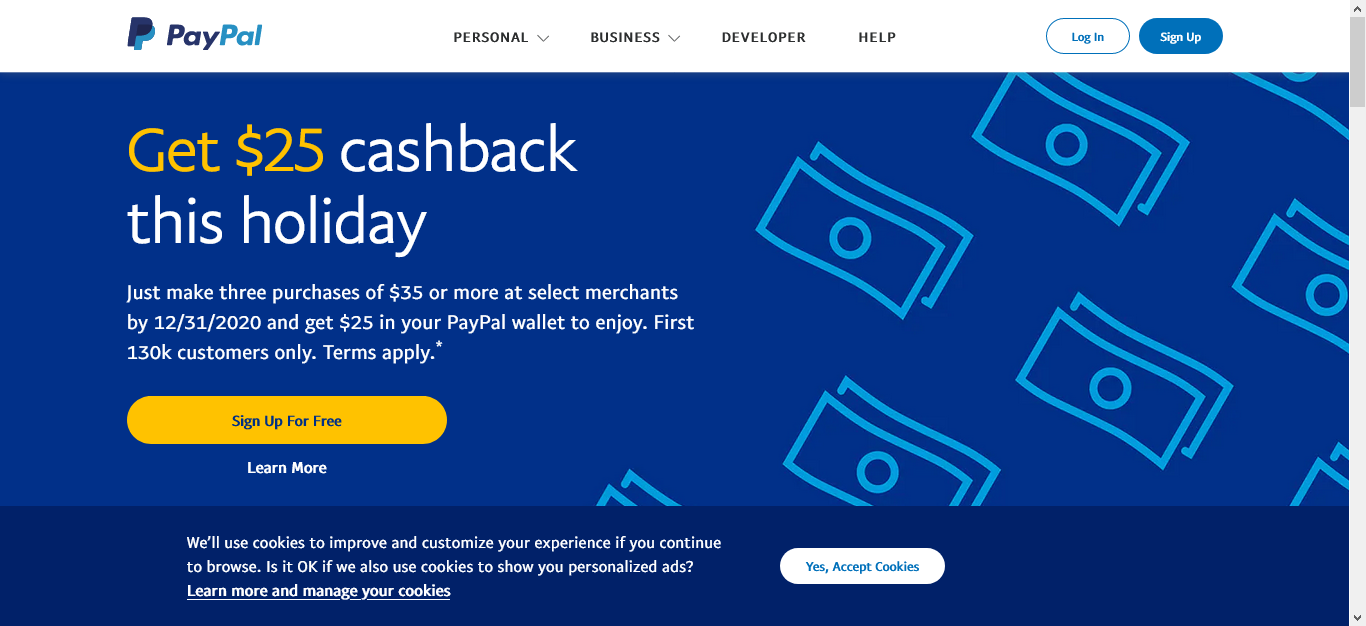 PayPal
PERSONAL
BUSINESS
DEVELOPER
HELP
Log In
Sign Up
Get $25 cashback
this holiday
Just make three purchases of $35 or more at select merchants
by 12/31/2020 and get $25 in your PayPal wallet to enjoy. First
130k customers only. Terms apply.*
Sign Up For Free
Learn More
We'll use cookies to improve and customize your experience if you continue
to browse. Is it OK if we also use cookies to show you personalized ads?
Learn more and manage your cookies
Yes, Accept Cookies